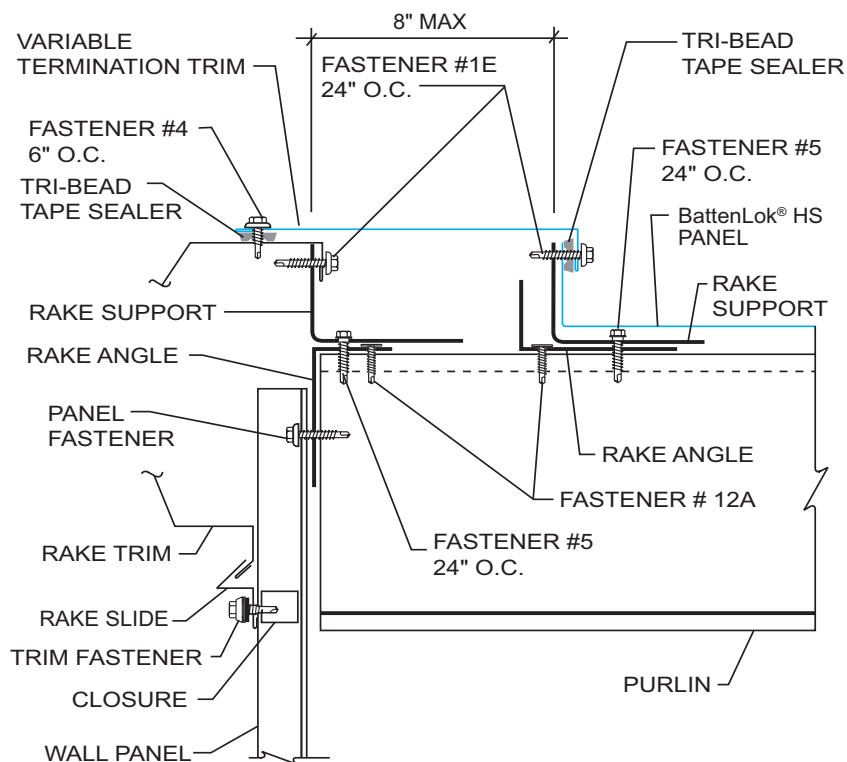 8" MAX
VARIABLE
TERMINATION TRIM
FASTENER #1E
24" O.C.
TRI-BEAD
TAPE SEALER
FASTENER #4
6" O.C.
FASTENER #5
24" O.C.
TRI-BEAD
TAPE SEALER
BattenLok® HS
PANEL
RAKE SUPPORT
RAKE
SUPPORT
RAKE ANGLE
PANEL
FASTENER
RAKE ANGLE
FASTENER # 12A
RAKE TRIM
FASTENER #5
24" O.C.
RAKE SLIDE
TRIM FASTENER
PURLIN
CLOSURE
WALL PANEL